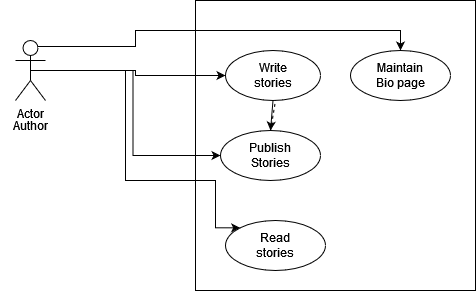 Write
stories
Maintain
Bio page
Actor
Author
Publish
Stories
Read
stories